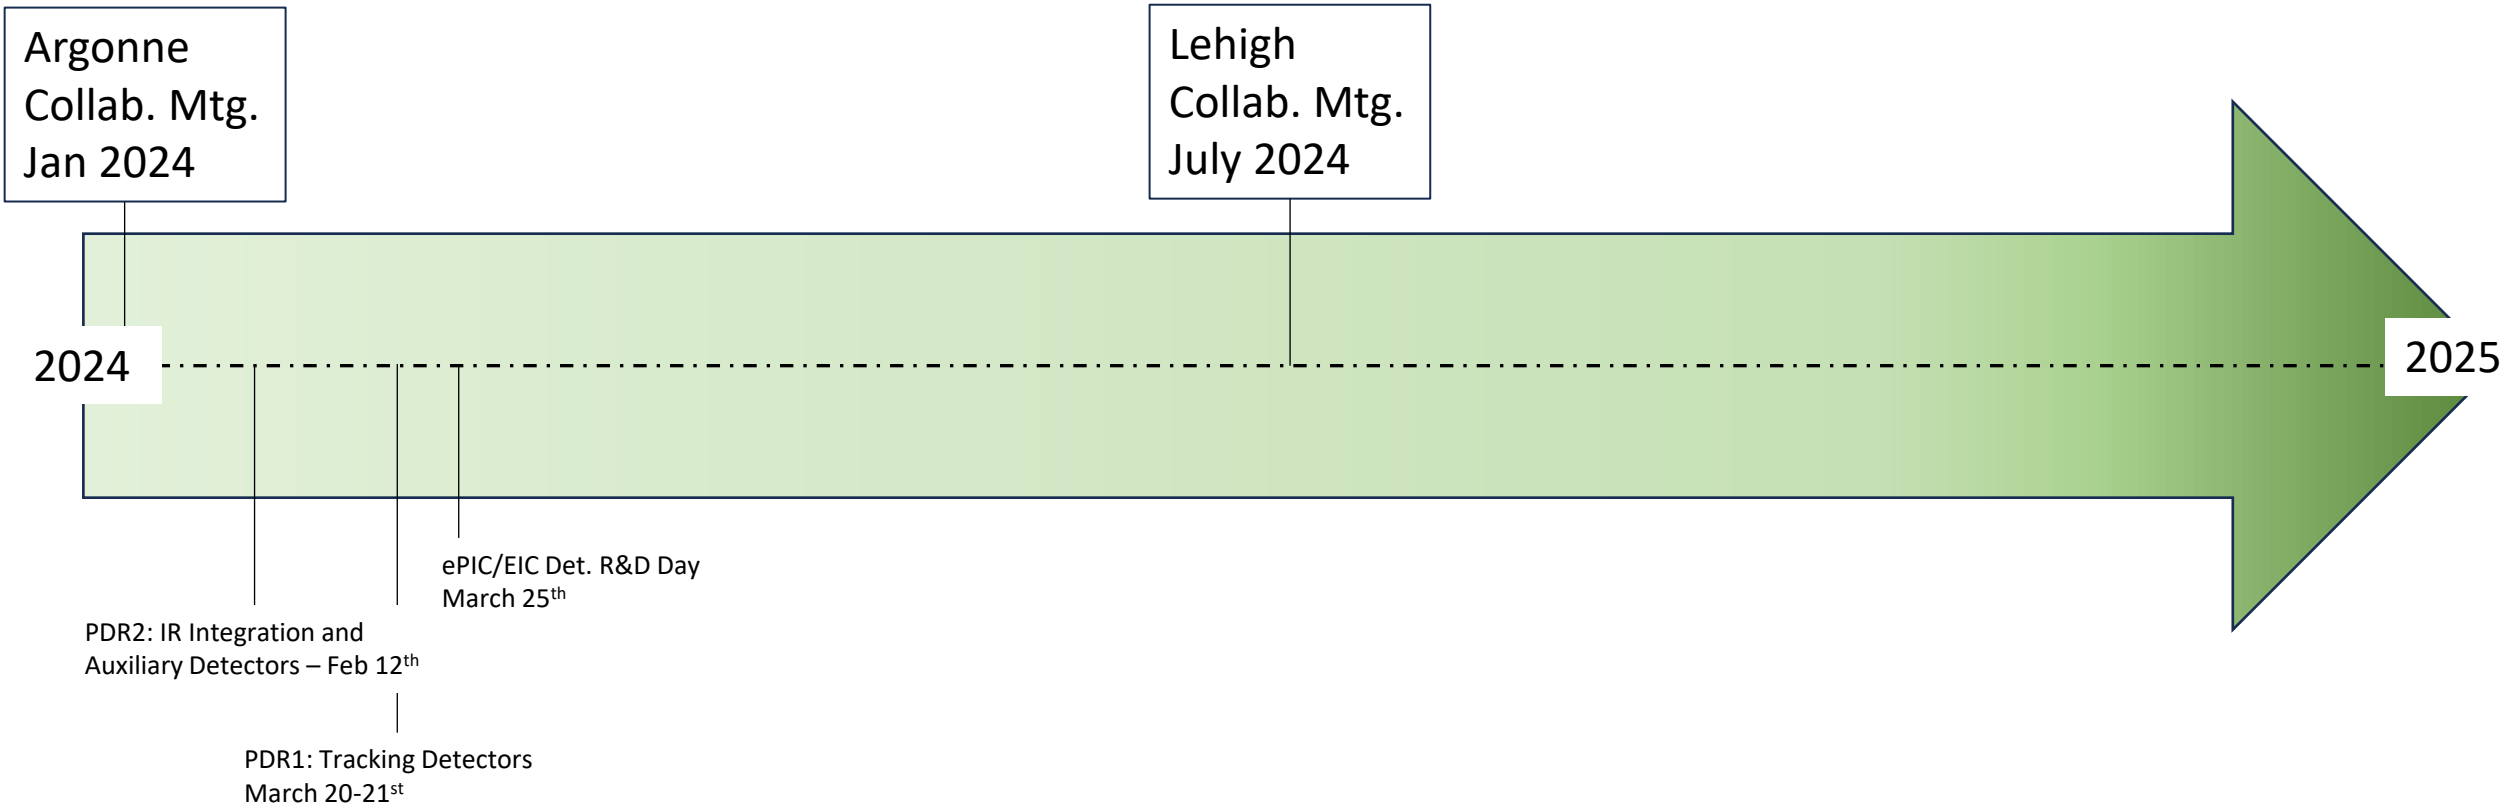 Argonne
Collab. Mtg.
Jan 2024
Lehigh
Collab. Mtg.
July 2024
2024
2025
ePIC/EIC Det. R&D Day
March 25th
PDR2: IR Integration and
Auxiliary Detectors – Feb 12th
PDR1: Tracking Detectors
March 20-21st